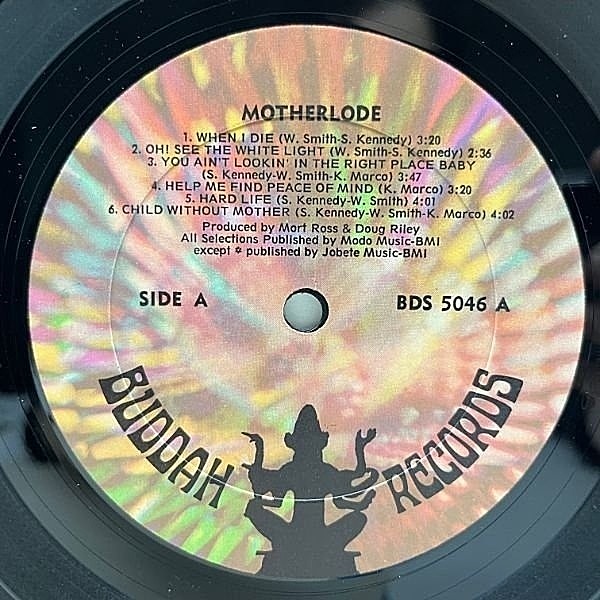 MOTHERLODE
1. WHEN I DIE (W. Smith-S. Kennedy) 3:20
2. OH! SEE THE WHITE LIGHT (W. Smith-S. Kennedy) 2:36
3. YOU AIN'T LOOKIN' IN THE RIGHT PLACE BABY
(S. Kennedy-W. Smith-K. Marco) 3:47
4. HELP ME FIND PEACE OF MIND (K. Marco) 3:20
5. HARD LIFE (S. Kennedy-W. Smith) 4:01
6. CHILD WITHOUT MOTHER (S. Kennedy-W. Smith-K. Marco) 4:02
Produced by Mort Ross & Doug Riley
All Selections Published by Modo Music-BMI
except * published by Jobete Music-BMI
SIDE A
BDS 5046 A
BUDDAH RECORDS